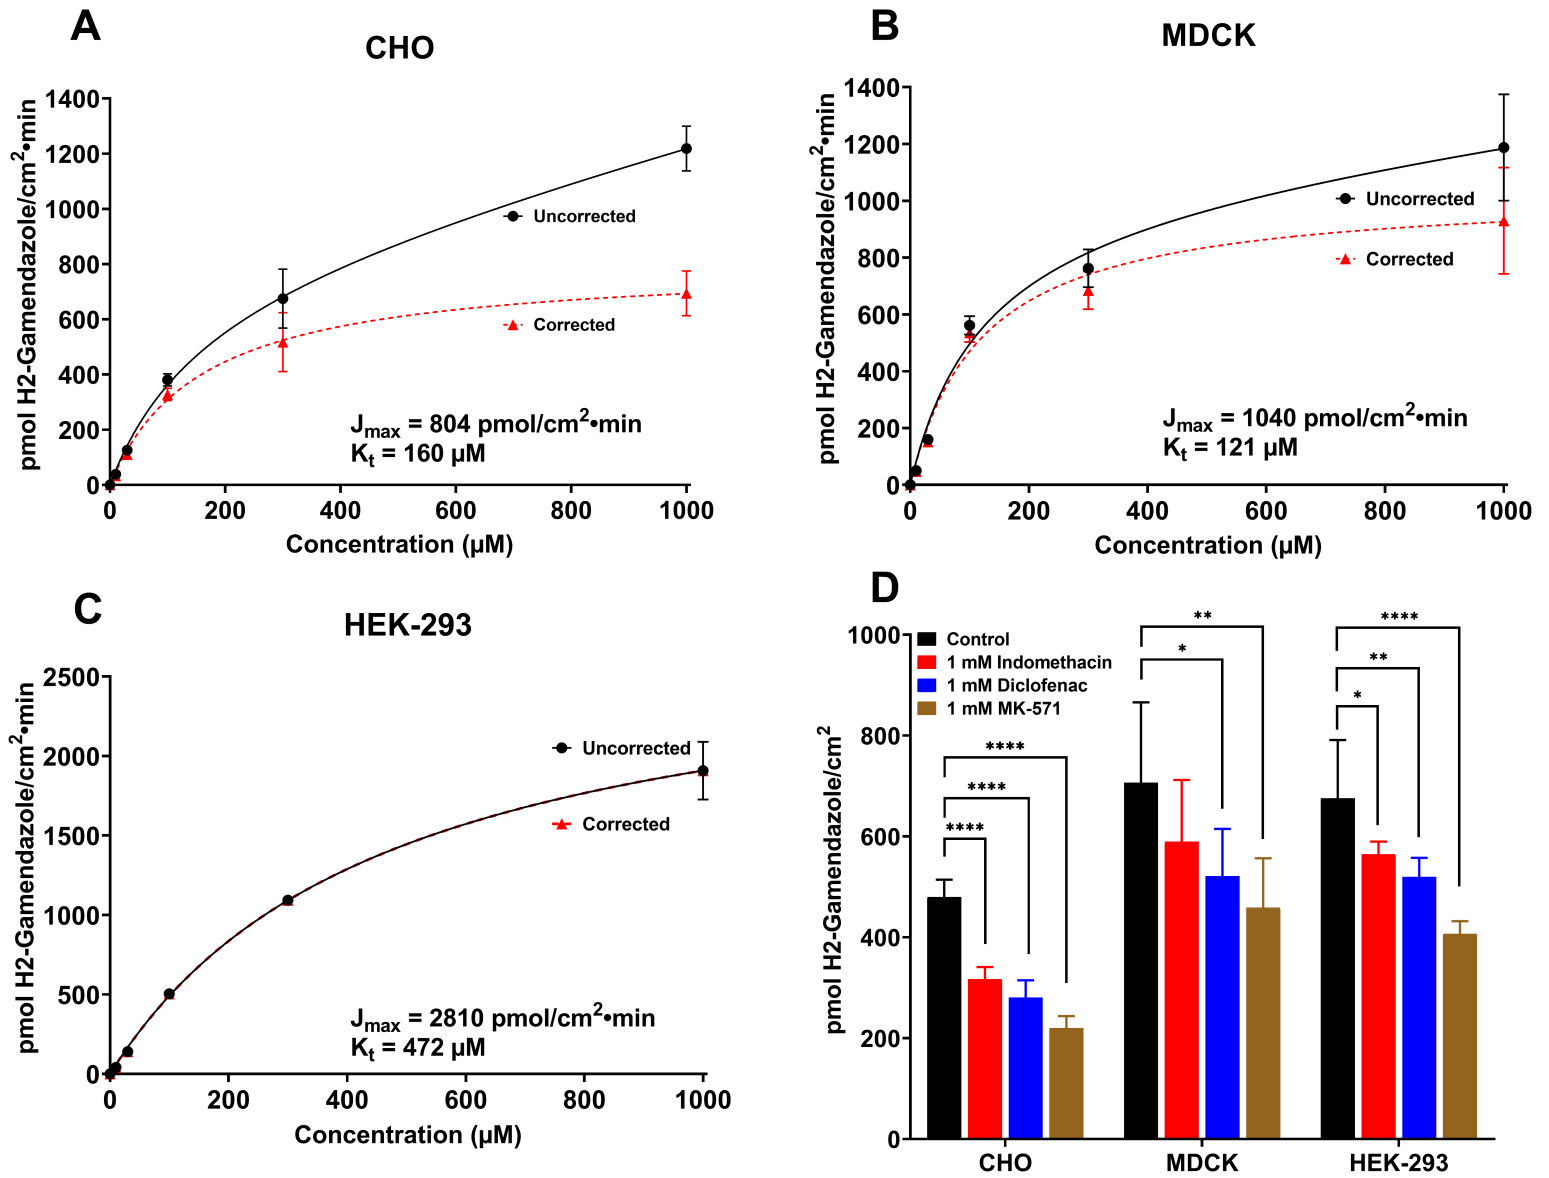 A
CHO
pmol H2-Gamendazole/cm²•min
1400
1200
1000
800
600
400
200
0
Uncorrected
Corrected
Jmax = 804 pmol/cm²•min
Kt = 160 µM
0 200 400 600 800 1000
Concentration (µM)
B
MDCK
pmol H2-Gamendazole/cm²•min
1400
1200
1000
800
600
400
200
0
Uncorrected
Corrected
Jmax = 1040 pmol/cm²•min
Kt = 121 µM
0 200 400 600 800 1000
Concentration (µM)
C
HEK-293
pmol H2-Gamendazole/cm²•min
2500
2000
1500
1000
500
0
Uncorrected
Corrected
Jmax = 2810 pmol/cm²•min
Kt = 472 µM
0 200 400 600 800 1000
Concentration (µM)
D
pmol H2-Gamendazole/cm²
1000
800
600
400
200
0
Control
1 mM Indomethacin
1 mM Diclofenac
1 mM MK-571
****
****
****
**
*
****
**
*
CHO MDCK HEK-293